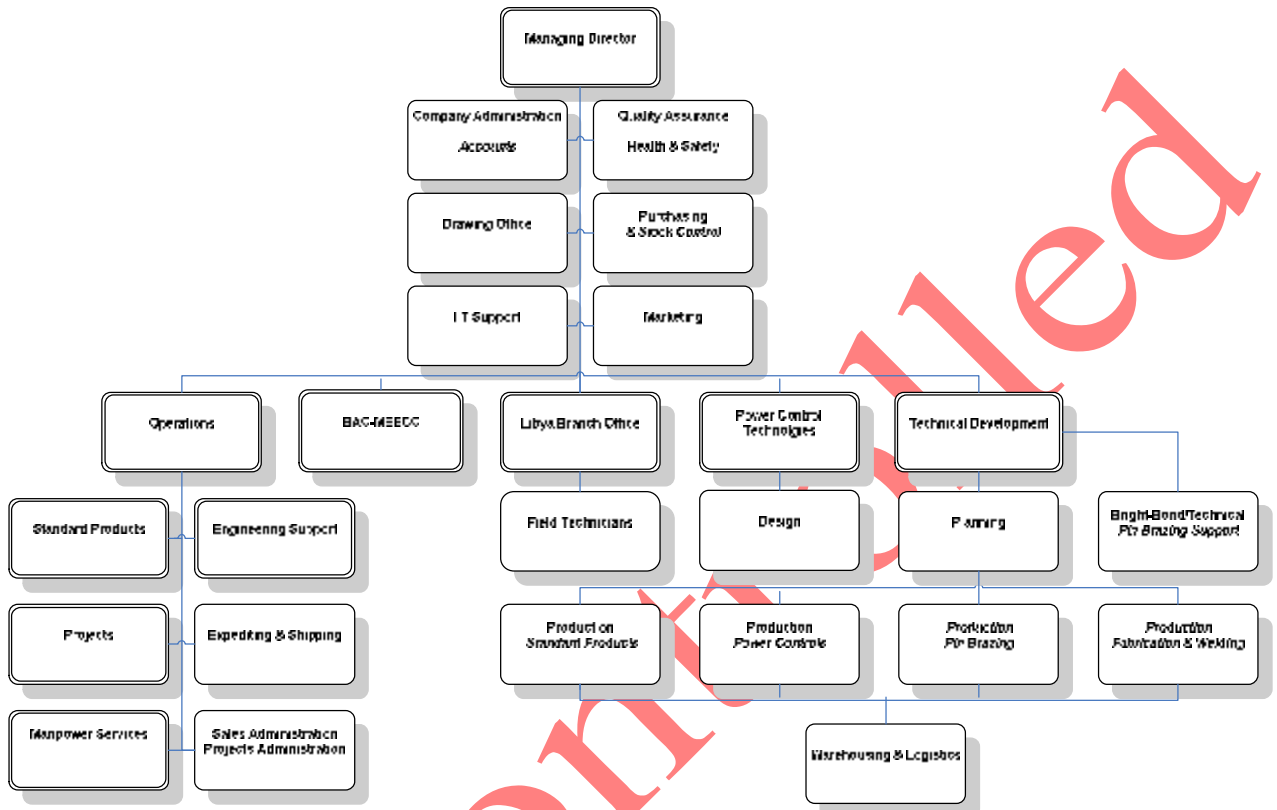 Managing Director
Company Administration
Accounts
Quality Assurance
Health & Safety
Drawing Office
Purchasing
& Stock Control
I T Support
Marketing
Operations
BAC-MEECC
Libya Branch Office
Power Control
Technolgies
Technical Development
Standard Products
Engineering Support
Field Technicians
Design
Planning
Bright-Bond/Technical
Pin Brazing Support
Projects
Expediting & Shipping
Production
Standard Products
Production
Power Controls
Production
Pin Brazing
Production
Fabrication & Welding
Manpower Services
Sales Administration
Projects Administration
Warehousing & Logistics